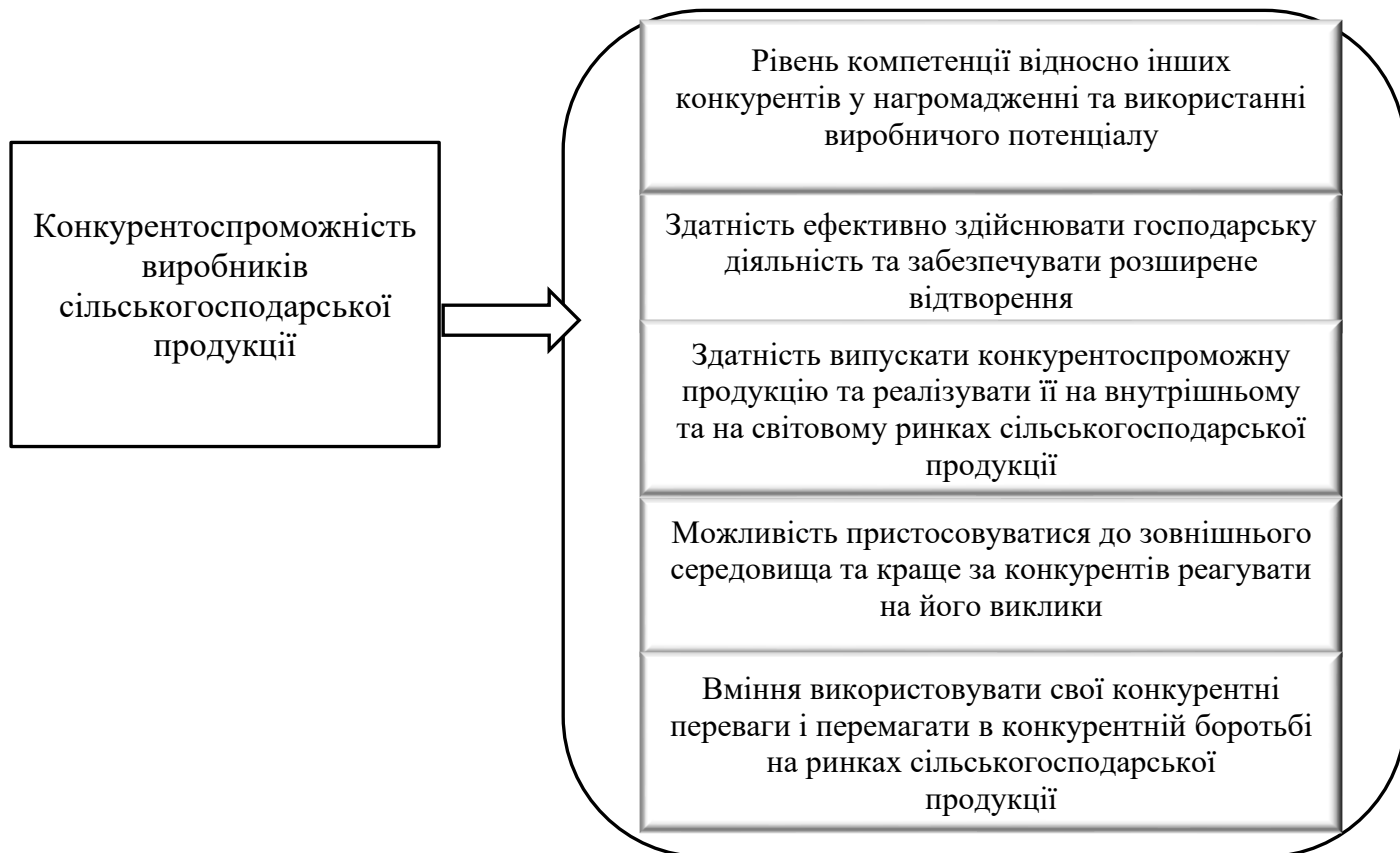 Конкурентоспроможність
виробників
сільськогосподарської
продукції
Рівень компетенції відносно інших
конкурентів у нагромадженні та використанні
виробничого потенціалу
Здатність ефективно здійснювати господарську
діяльність та забезпечувати розширене
відтворення
Здатність випускати конкурентоспроможну
продукцію та реалізувати її на внутрішньому
та на світовому ринках сільськогосподарської
продукції
Можливість пристосовуватися до зовнішнього
середовища та краще за конкурентів реагувати
на його виклики
Вміння використовувати свої конкурентні
переваги і перемагати в конкурентній боротьбі
на ринках сільськогосподарської
продукції